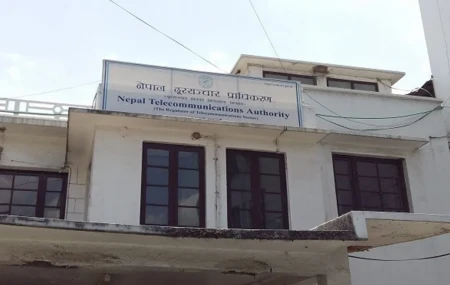 नेपाल दूरसञ्चार प्राधिकरण
Nepal Telecommunications Authority
(The Regulator of Telecommunications Sector)